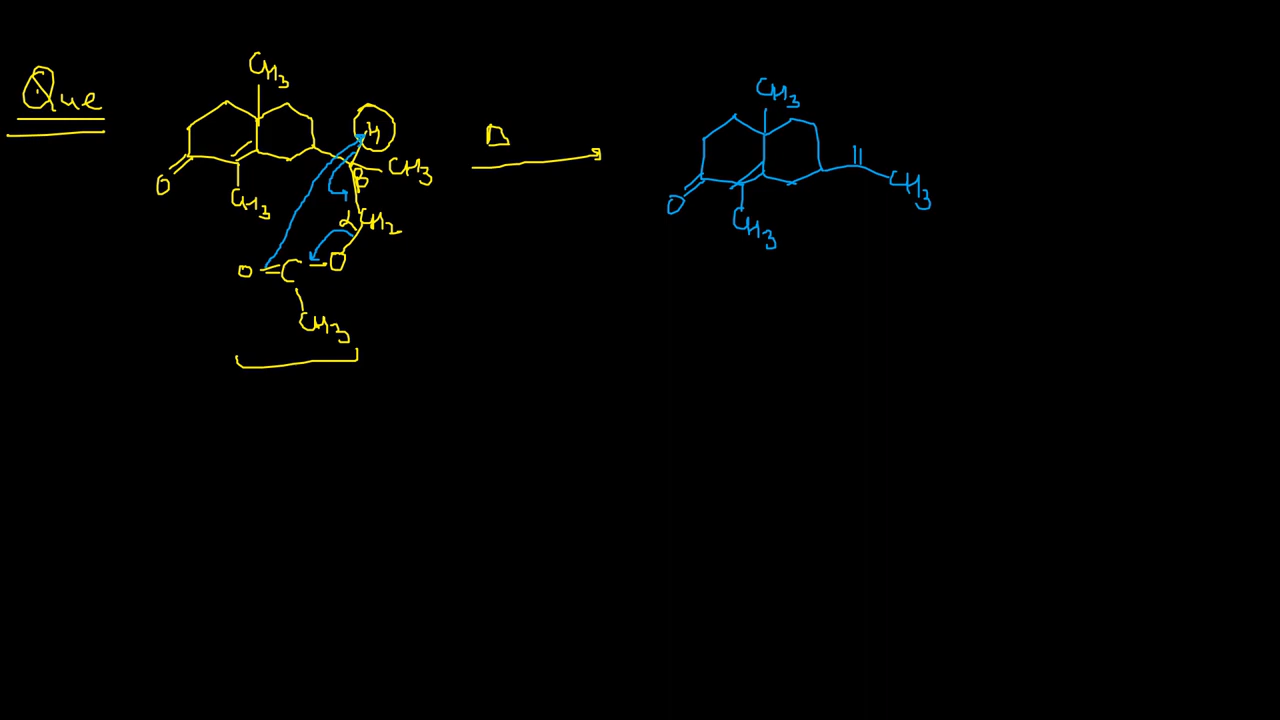 Que
CH3
H
CH3
β
O
CH3
α CH2
O = C - O
CH3
Δ
CH3
CH3
O
CH3